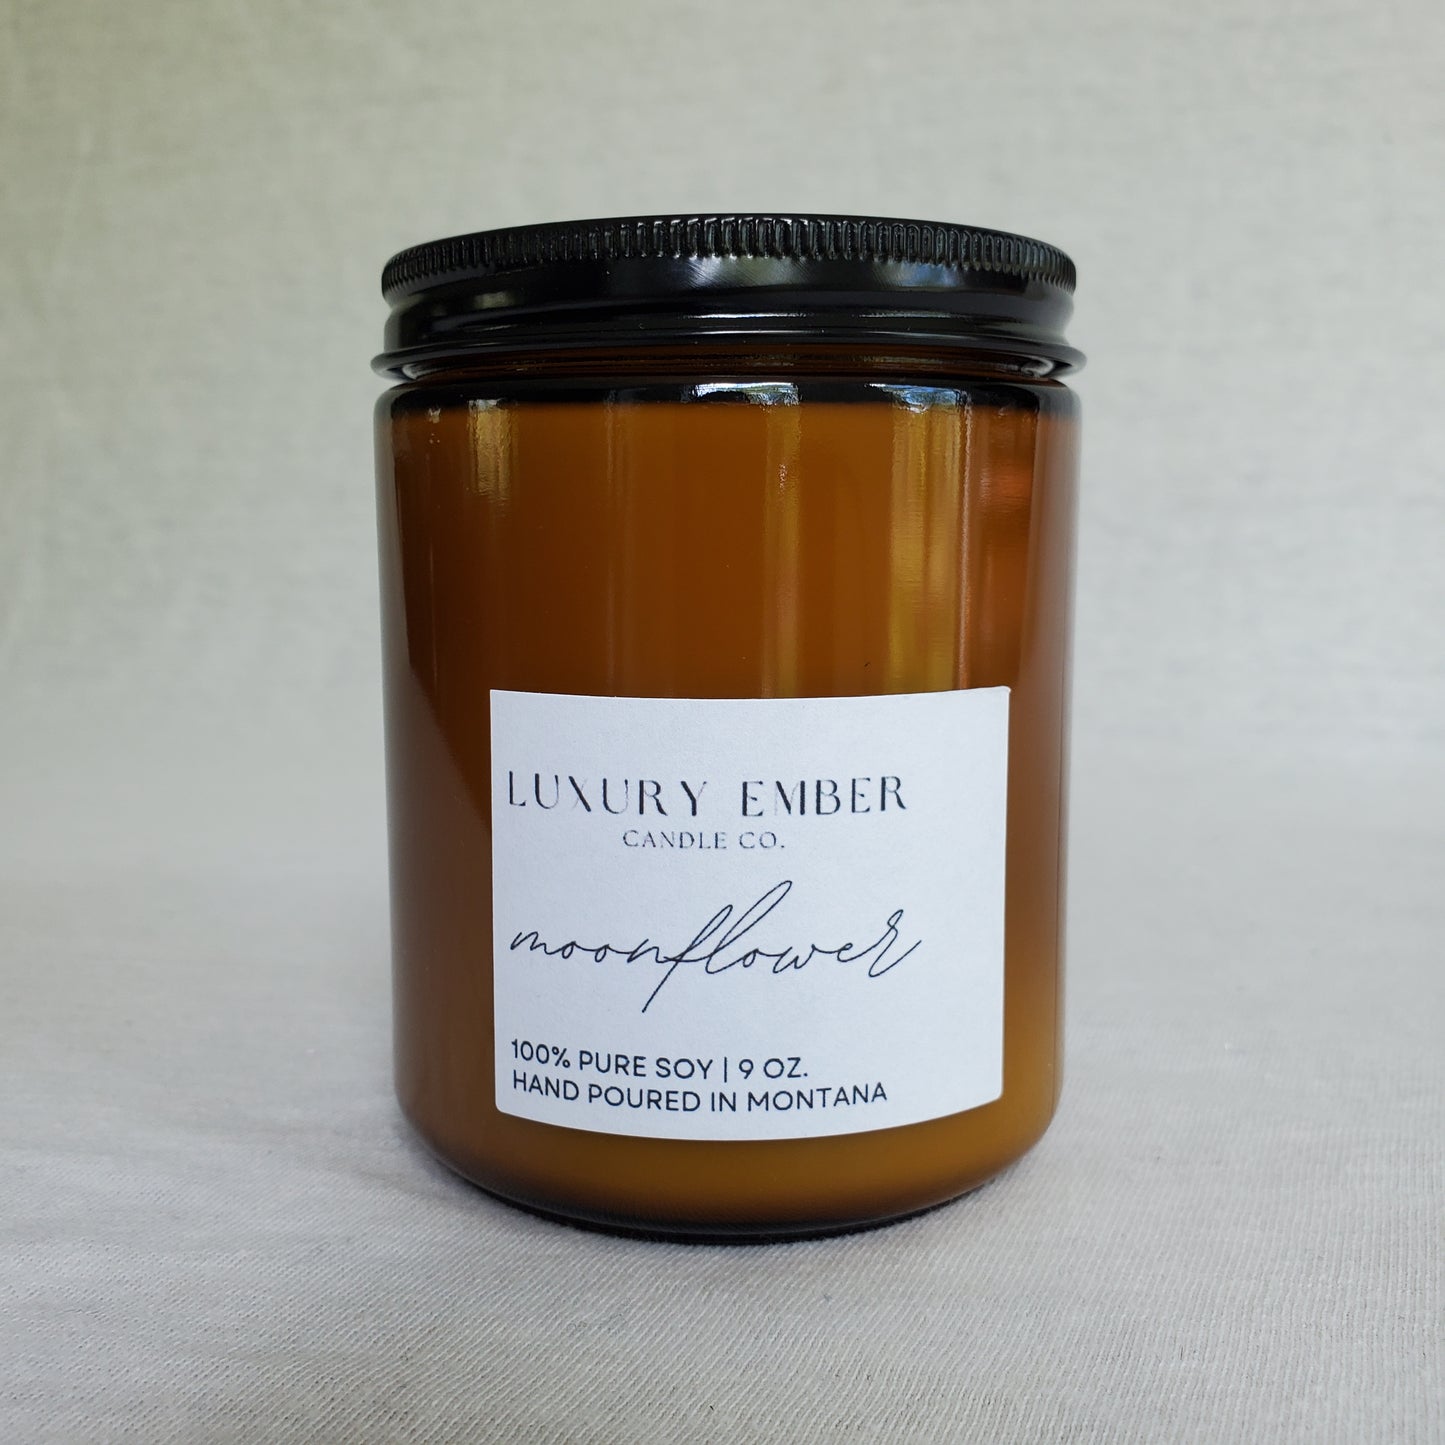 LUXURY EMBER
CANDLE CO.
moonflower
100% PURE SOY | 9 OZ.
HAND POURED IN MONTANA